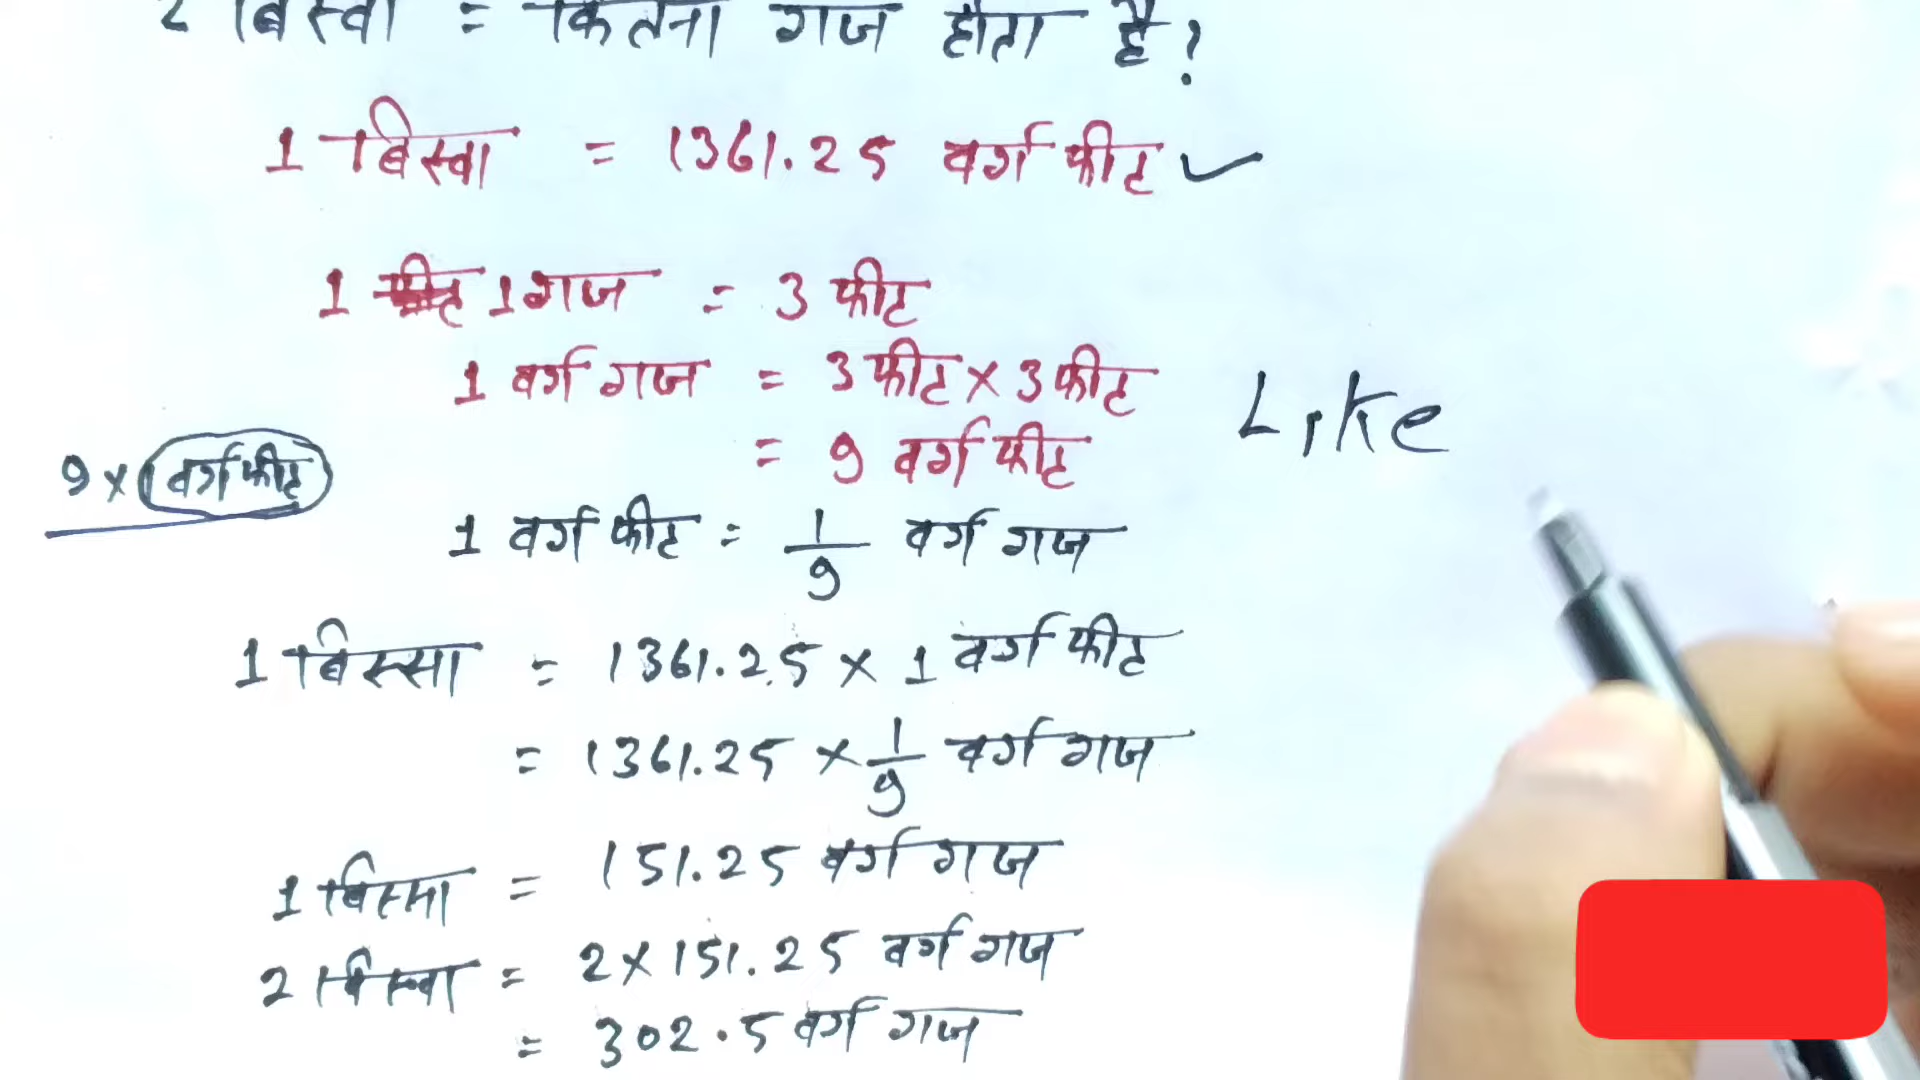 2 बिस्वा = कितना गज होता है?
1 बिस्वा = 1361.25 वर्ग फीट ✓
1 फीट 1 गज = 3 फीट
1 वर्ग गज = 3 फीट × 3 फीट
= 9 वर्ग फीट
Like
9 × वर्ग फीट
1 वर्ग फीट = 1/9 वर्ग गज
1 बिस्सा = 1361.25 × 1 वर्ग फीट
= 1361.25 × 1/9 वर्ग गज
1 बिस्सा = 151.25 वर्ग गज
2 बिस्वा = 2 × 151.25 वर्ग गज
= 302.5 वर्ग गज